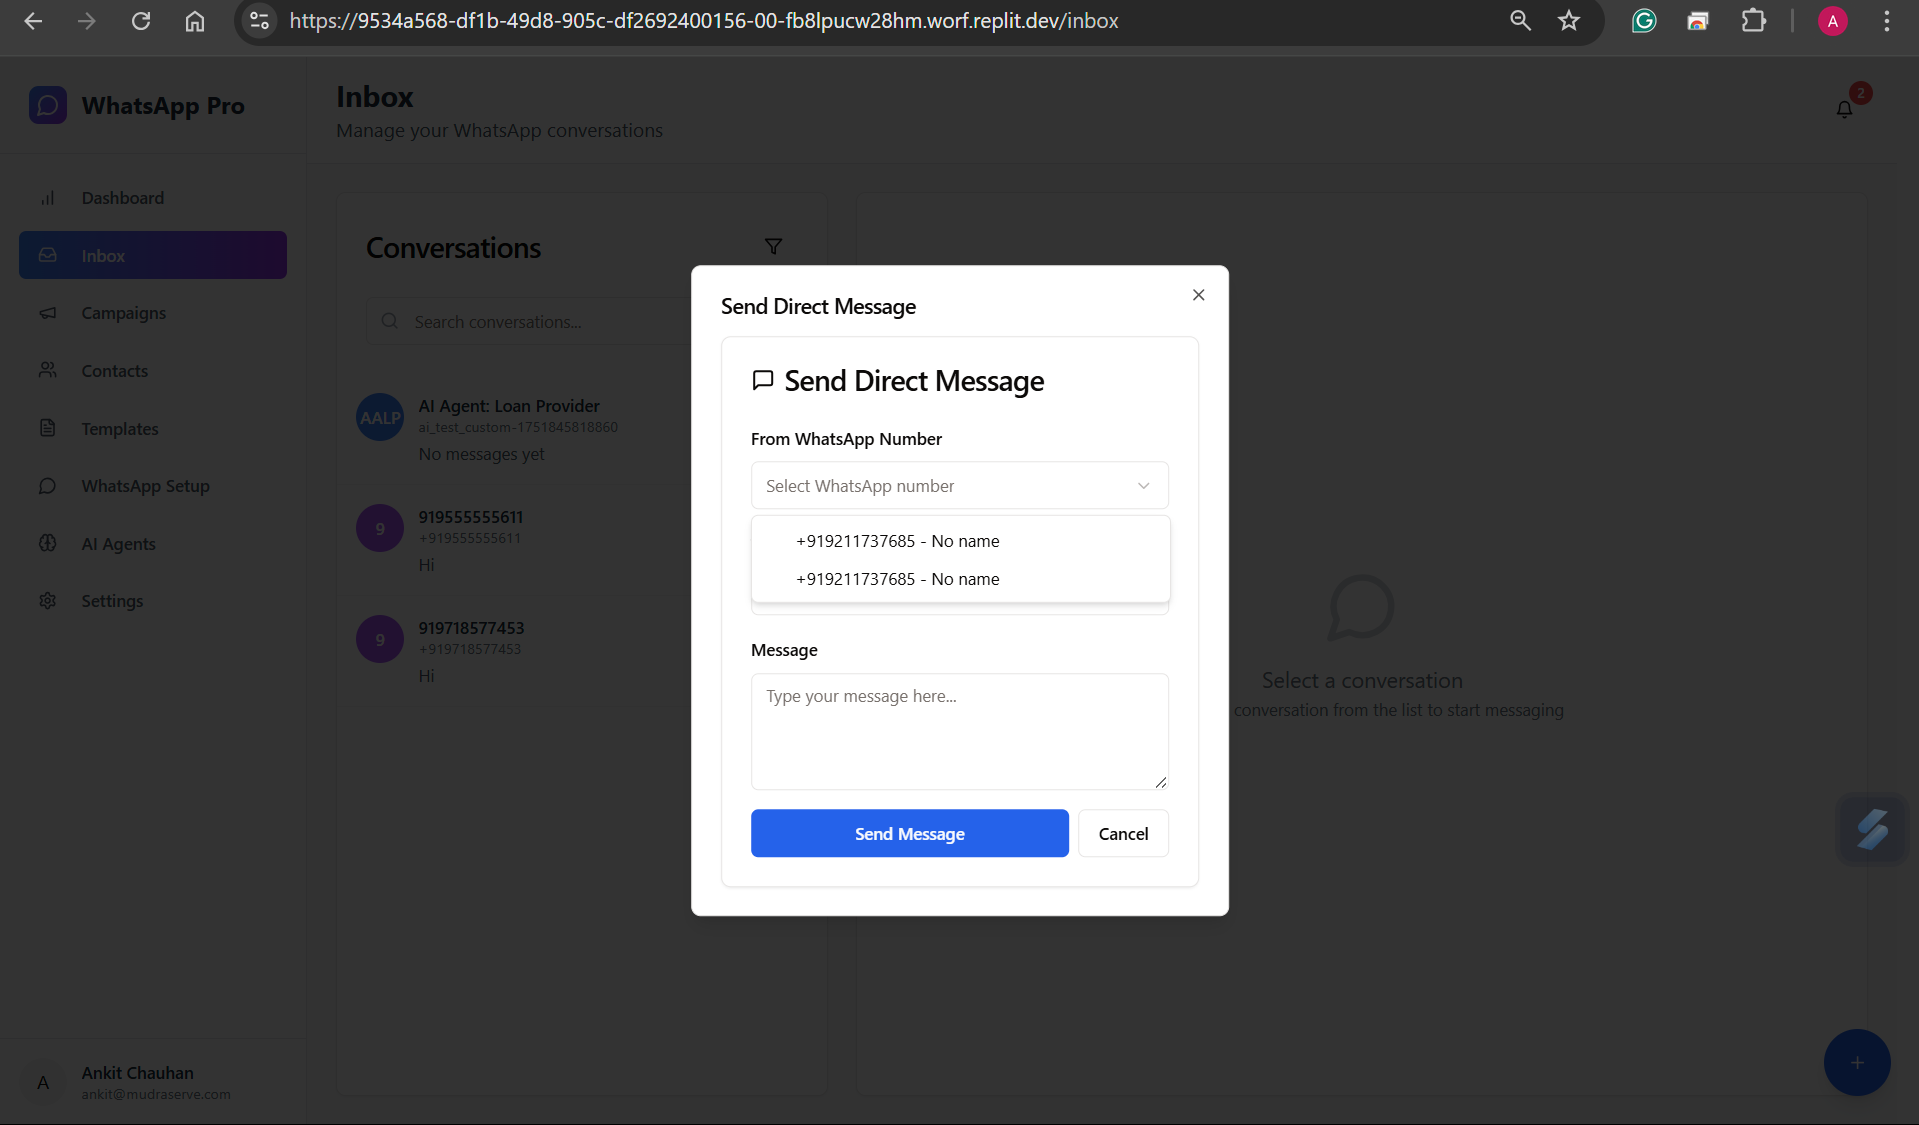 https://9534a568-df1b-49d8-905c-df2692400156-00-fb8lpucw28hm.worf.replit.dev/inbox
A
WhatsApp Pro
Inbox
Manage your WhatsApp conversations
2
Dashboard
Inbox
Campaigns
Contacts
Templates
WhatsApp Setup
AI Agents
Settings
Conversations
Search conversations...
AALP
AI Agent: Loan Provider
ai_test_custom-1751845818860
No messages yet
9
919555555611
+919555555611
Hi
9
919718577453
+919718577453
Hi
Send Direct Message
Send Direct Message
From WhatsApp Number
Select WhatsApp number
+919211737685 - No name
+919211737685 - No name
Message
Type your message here...
Send Message
Cancel
Select a conversation
conversation from the list to start messaging
A
Ankit Chauhan
ankit@mudraserve.com